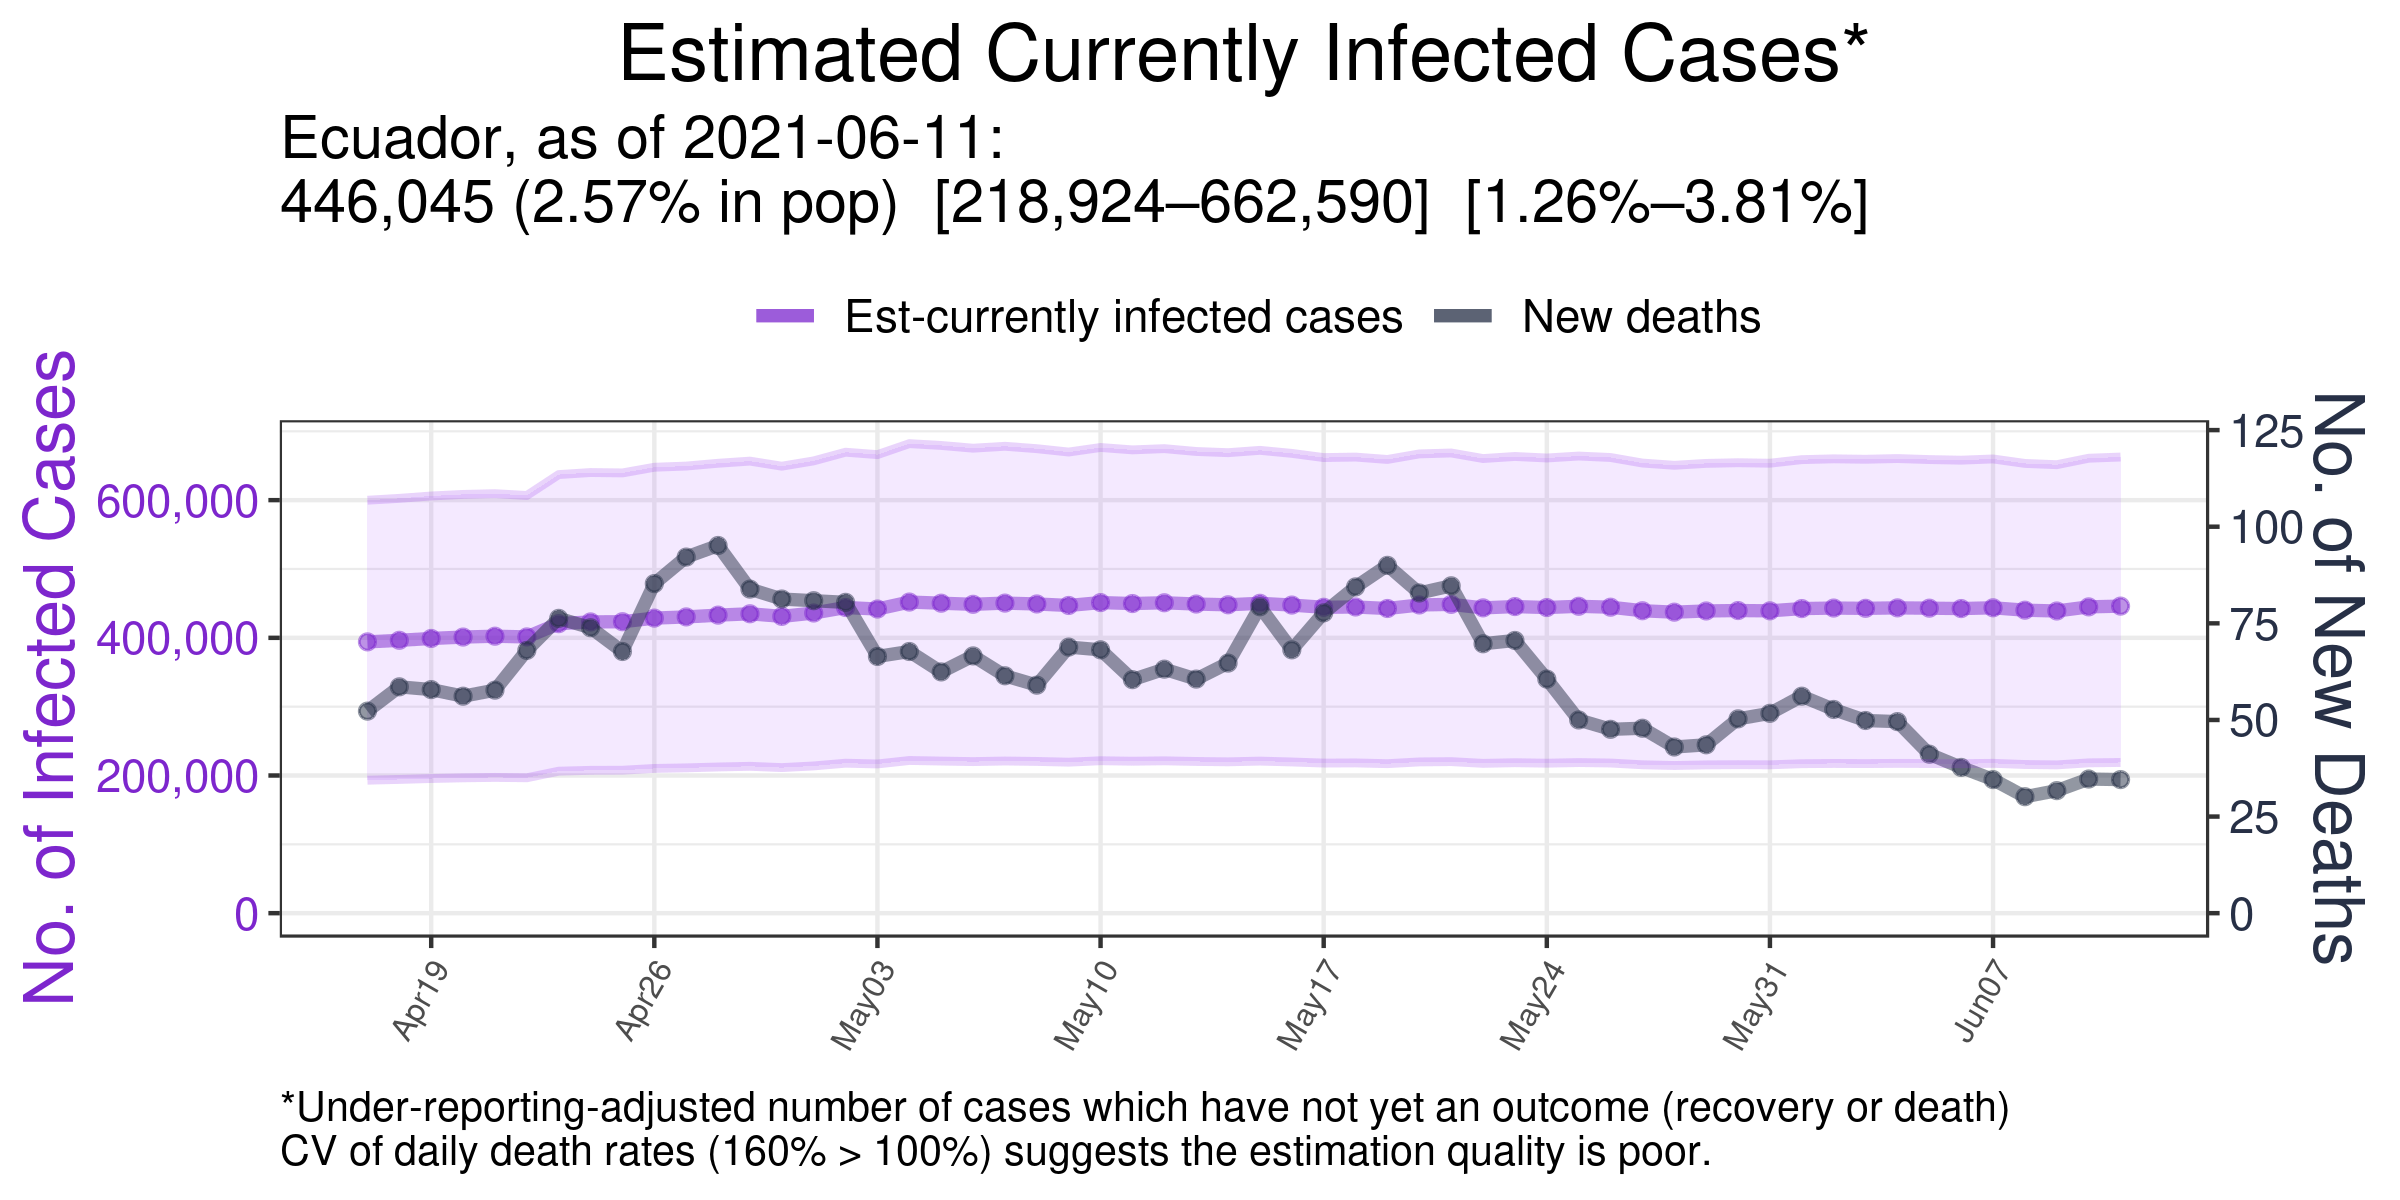 Estimated Currently Infected Cases*
Ecuador, as of 2021-06-11:
446,045 (2.57% in pop)  [218,924–662,590]  [1.26%–3.81%]
Est-currently infected cases
New deaths
No. of Infected Cases
600,000
400,000
200,000
0
125
100
75
50
25
0
No. of New Deaths
Apr19
Apr26
May03
May10
May17
May24
May31
Jun07
*Under-reporting-adjusted number of cases which have not yet an outcome (recovery or death)
CV of daily death rates (160% > 100%) suggests the estimation quality is poor.